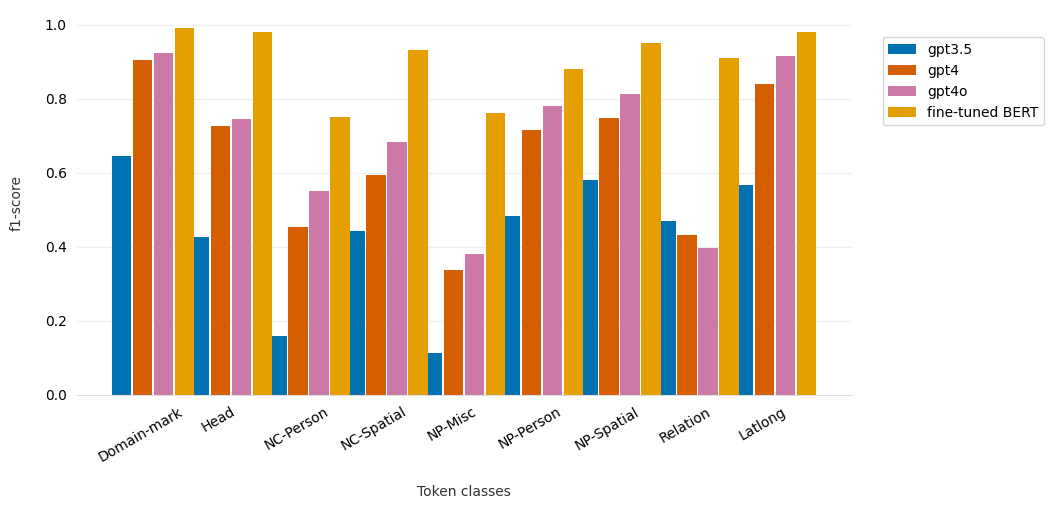 1.0
0.8
0.6
0.4
0.2
0.0
f1-score
Domain-mark
Head
NC-Person
NC-Spatial
NP-Misc
NP-Person
NP-Spatial
Relation
Latlong
Token classes
gpt3.5
gpt4
gpt4o
fine-tuned BERT